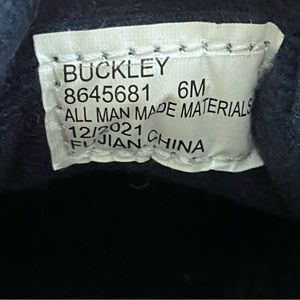 BUCKLEY
8645681 6M
ALL MAN MADE MATERIALS
12/2021
FUJIAN CHINA